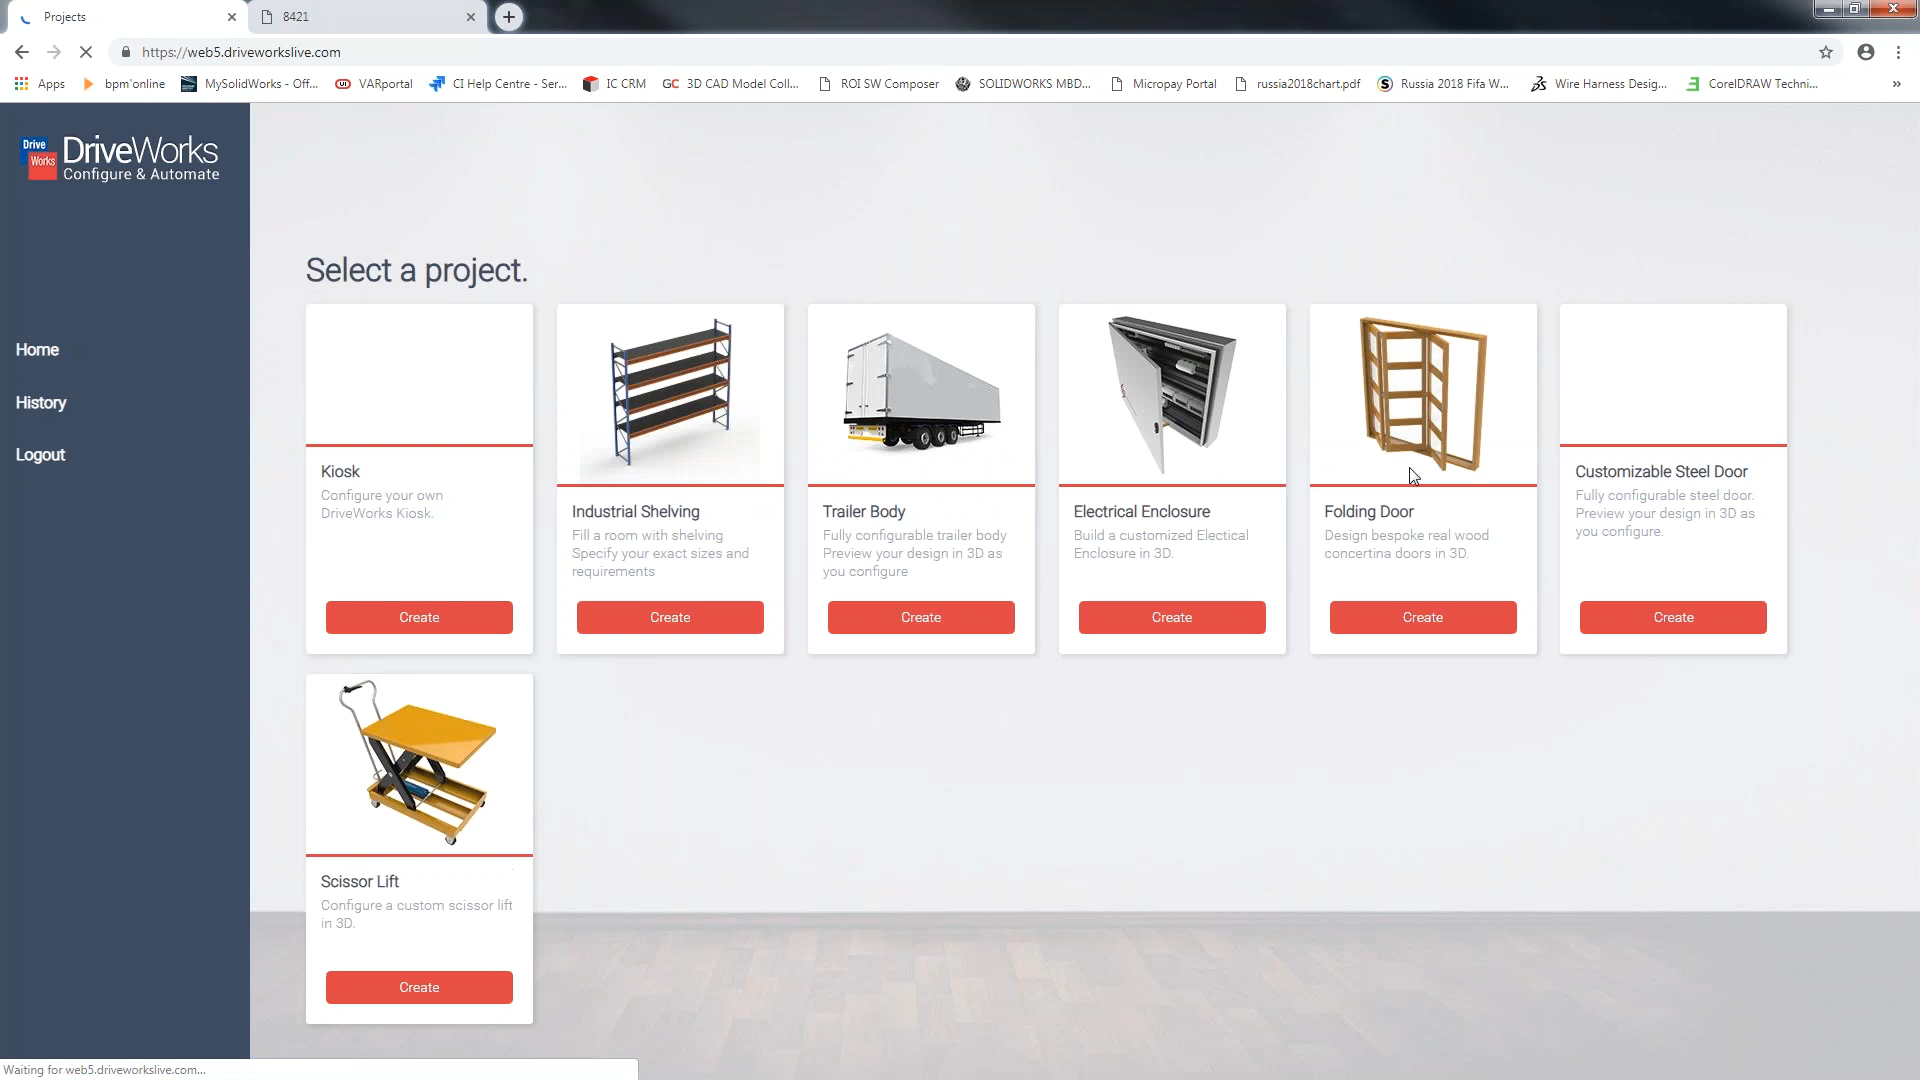 Projects
8421
https://web5.driveworkslive.com
Apps
bpm'online
MySolidWorks - Off...
VARportal
CI Help Centre - Ser...
IC CRM
GC 3D CAD Model Coll...
ROI SW Composer
SOLIDWORKS MBD...
Micropay Portal
russia2018chart.pdf
Russia 2018 Fifa W...
Wire Harness Desig...
CorelDRAW Techni...
»
Drive
Works
DriveWorks
Configure & Automate
Home
History
Logout
Select a project.
Kiosk
Configure your own
DriveWorks Kiosk.
Create
Industrial Shelving
Fill a room with shelving
Specify your exact sizes and
requirements
Create
Trailer Body
Fully configurable trailer body
Preview your design in 3D as
you configure
Create
Electrical Enclosure
Build a customized Electical
Enclosure in 3D.
Create
Folding Door
Design bespoke real wood
concertina doors in 3D.
Create
Customizable Steel Door
Fully configurable steel door.
Preview your design in 3D as
you configure.
Create
Scissor Lift
Configure a custom scissor lift
in 3D.
Create
Waiting for web5.driveworkslive.com...